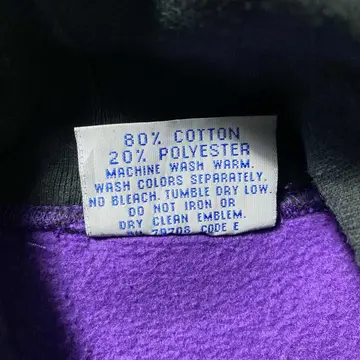 80% COTTON
20% POLYESTER
MACHINE WASH WARM.
WASH COLORS SEPARATELY.
NO BLEACH. TUMBLE DRY LOW.
DO NOT IRON OR
DRY CLEAN EMBLEM.
CODE E